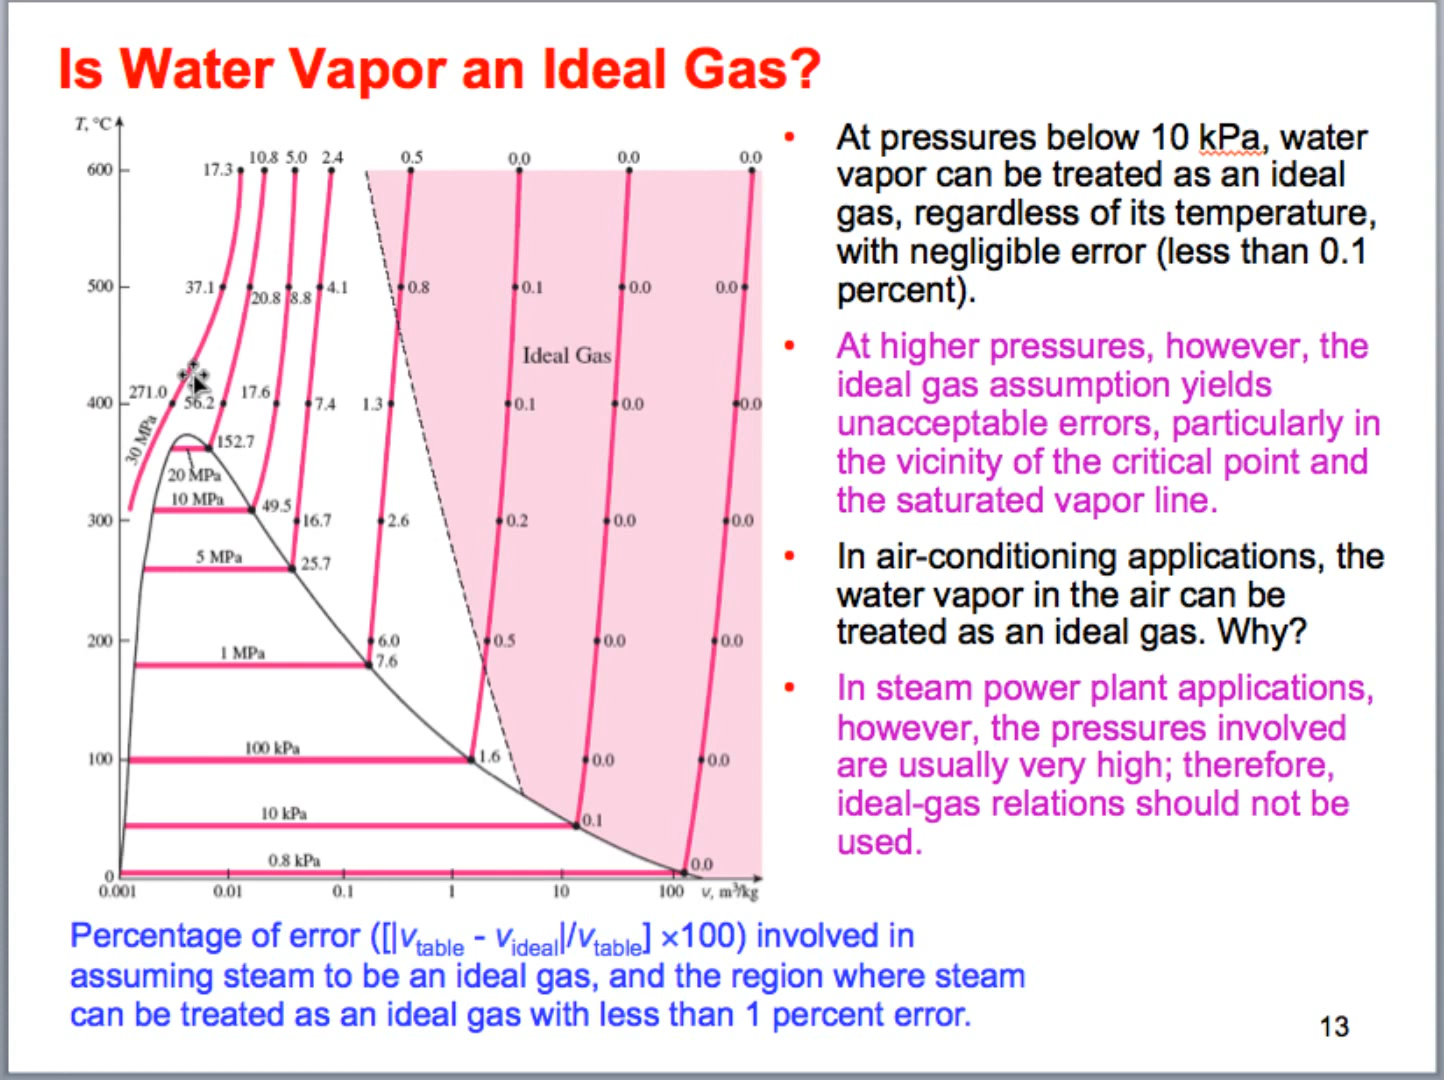 Is Water Vapor an Ideal Gas?
T, °C
10.8 5.0 2.4 0.5 0.0 0.0 0.0
600 17.3
500 37.1 20.8 8.8 4.1 0.8 0.1 0.0 0.0
Ideal Gas
271.0 17.6
400 56.2 7.4 1.3 0.1 0.0 0.0
30 MPa
152.7
20 MPa
10 MPa 49.5
300 16.7 2.6 0.2 0.0 0.0
5 MPa 25.7
200 6.0 0.5 0.0 0.0
1 MPa 7.6
100 kPa
100 1.6 0.0 0.0
10 kPa 0.1
0.8 kPa 0.0
0
0.001 0.01 0.1 1 10 100 v, m³/kg
• At pressures below 10 kPa, water
vapor can be treated as an ideal
gas, regardless of its temperature,
with negligible error (less than 0.1
percent).
• At higher pressures, however, the
ideal gas assumption yields
unacceptable errors, particularly in
the vicinity of the critical point and
the saturated vapor line.
• In air-conditioning applications, the
water vapor in the air can be
treated as an ideal gas. Why?
• In steam power plant applications,
however, the pressures involved
are usually very high; therefore,
ideal-gas relations should not be
used.
Percentage of error ([|vtable - videal|/vtable] ×100) involved in
assuming steam to be an ideal gas, and the region where steam
can be treated as an ideal gas with less than 1 percent error.
13